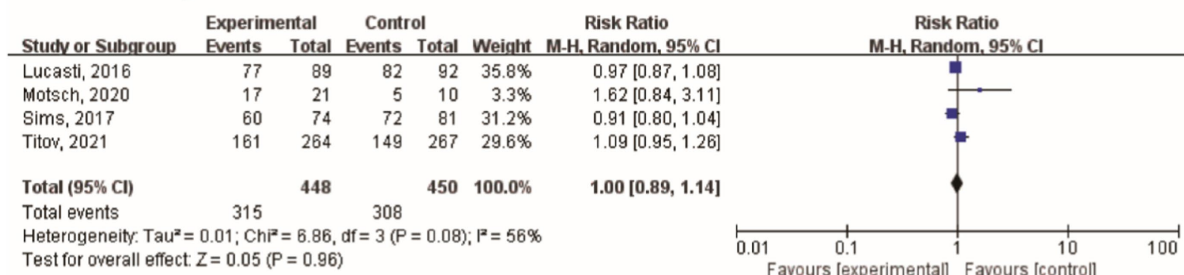 Experimental Control Risk Ratio Risk Ratio
Study or Subgroup Events Total Events Total Weight M-H, Random, 95% CI M-H, Random, 95% CI
Lucasti, 2016 77 89 82 92 35.8% 0.97 [0.87, 1.08]
Motsch, 2020 17 21 5 10 3.3% 1.62 [0.84, 3.11]
Sims, 2017 60 74 72 81 31.2% 0.91 [0.80, 1.04]
Titov, 2021 161 264 149 267 29.6% 1.09 [0.95, 1.26]
Total (95% CI) 448 450 100.0% 1.00 [0.89, 1.14]
Total events 315 308
Heterogeneity: Tau² = 0.01; Chi² = 6.86, df = 3 (P = 0.08); I² = 56%
Test for overall effect: Z = 0.05 (P = 0.96)
0.01 0.1 1 10 100
Favours [experimental] Favours [control]